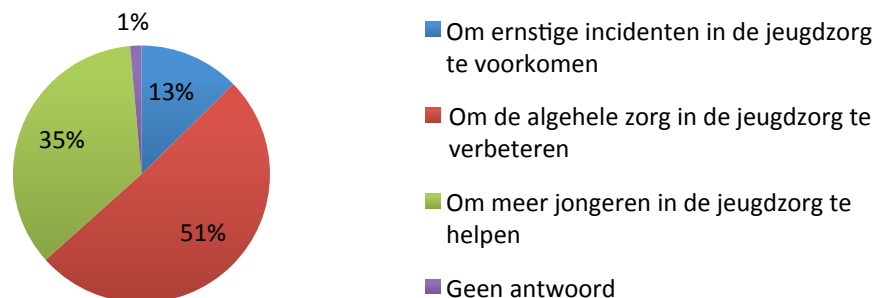 1%
13%
35%
51%
Om ernstige incidenten in de jeugdzorg
te voorkomen
Om de algehele zorg in de jeugdzorg te
verbeteren
Om meer jongeren in de jeugdzorg te
helpen
Geen antwoord